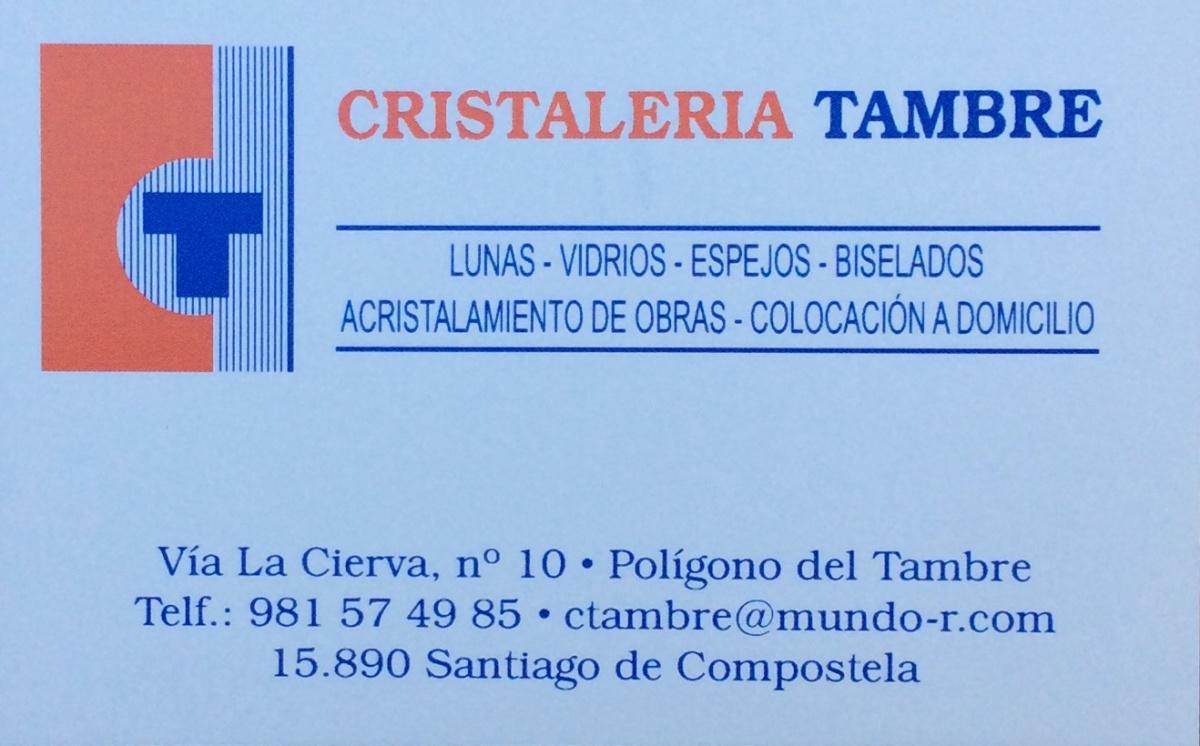 CRISTALERIA TAMBRE
LUNAS - VIDRIOS - ESPEJOS - BISELADOS
ACRISTALAMIENTO DE OBRAS - COLOCACIÓN A DOMICILIO
CT
Vía La Cierva, nº 10 • Polígono del Tambre
Telf.: 981 57 49 85 • ctambre@mundo-r.com
15.890 Santiago de Compostela